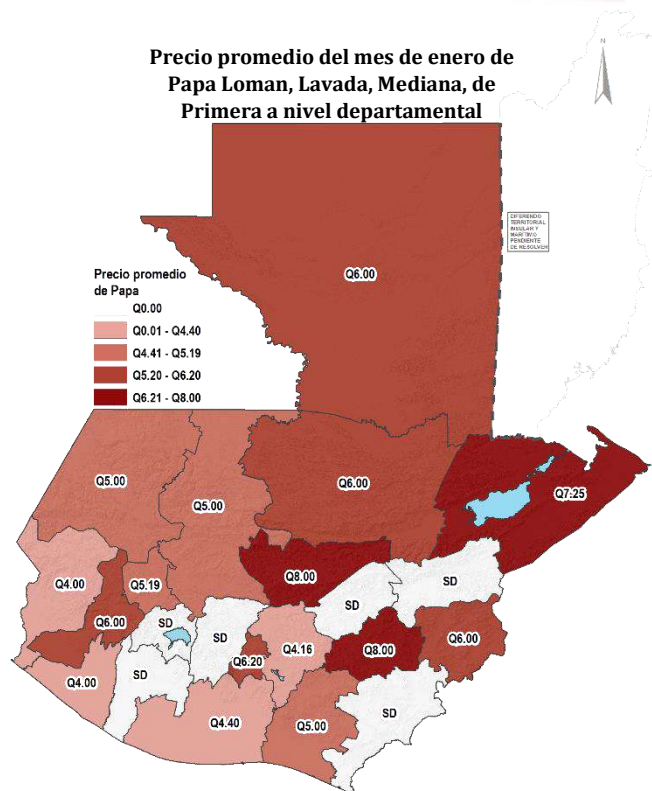 Precio promedio del mes de enero de
Papa Loman, Lavada, Mediana, de
Primera a nivel departamental
N
DIFERENDO
TERRITORIAL
INSULAR Y
MARÍTIMO
PENDIENTE
DE RESOLVER
Q6.00
Precio promedio
de Papa
Q0.00
Q0.01 - Q4.40
Q4.41 - Q5.19
Q5.20 - Q6.20
Q6.21 - Q8.00
Q5.00
Q5.00
Q6.00
Q7.25
Q4.00
Q5.19
Q8.00
SD
SD
Q6.00
SD
SD
Q4.16
Q8.00
Q6.00
Q4.00
SD
Q6.20
Q4.40
Q5.00
SD